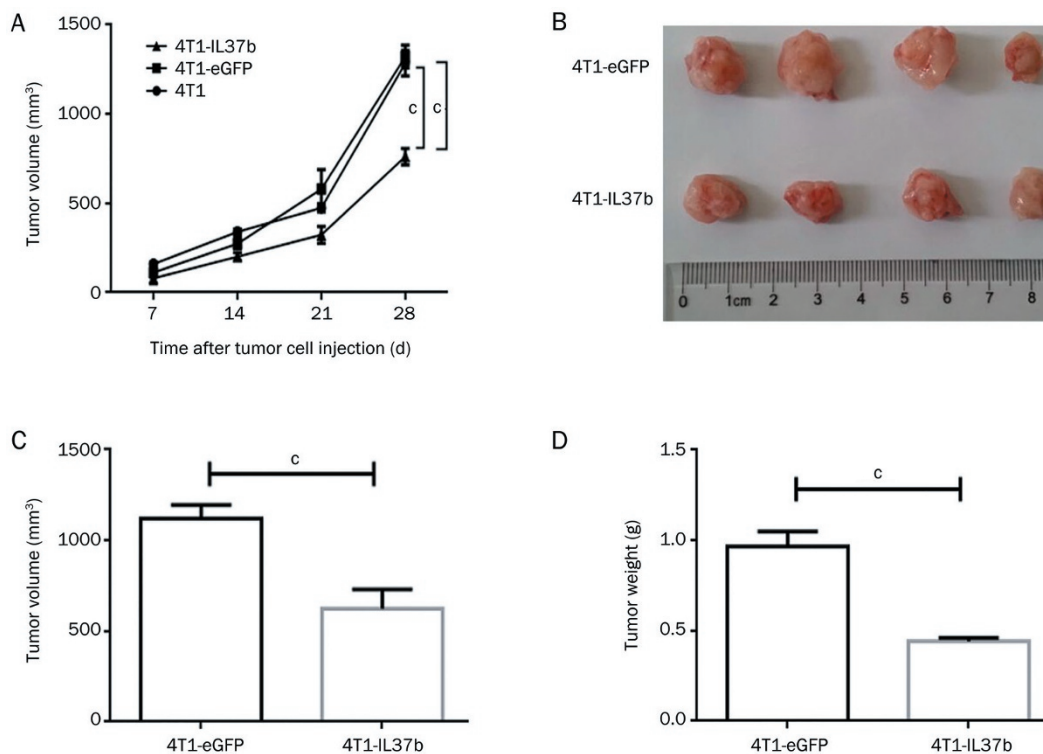 A
1500
1000
500
0
Tumor volume (mm³)
4T1-IL37b
4T1-eGFP
4T1
c
c
7 14 21 28
Time after tumor cell injection (d)
B
4T1-eGFP
4T1-IL37b
0 1cm 2 3 4 5 6 7 8
C
1500
1000
500
0
Tumor volume (mm³)
c
4T1-eGFP 4T1-IL37b
D
1.5
1.0
0.5
0.0
Tumor weight (g)
c
4T1-eGFP 4T1-IL37b